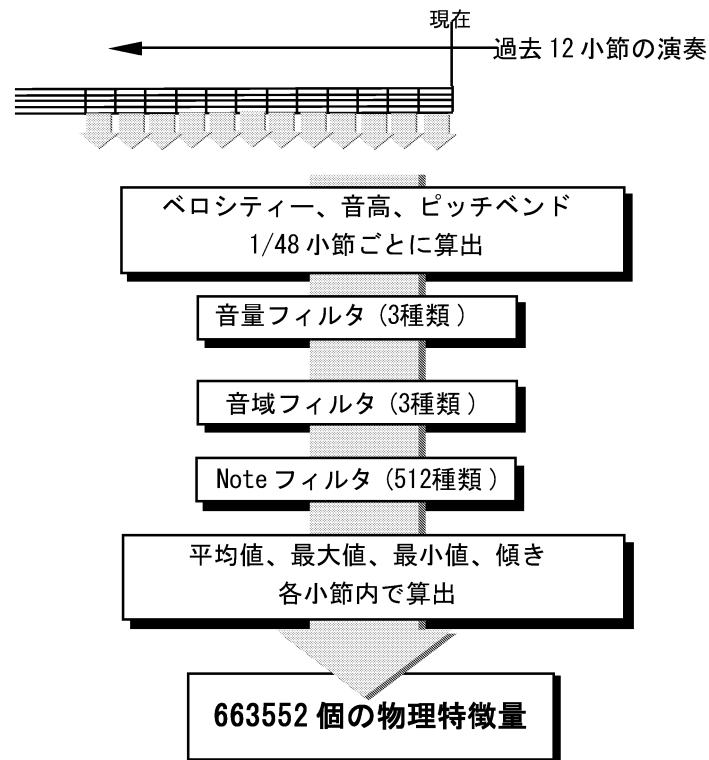 現在
過去 12 小節の演奏
ベロシティー、音高、ピッチベンド
1/48 小節ごとに算出
音量フィルタ (3種類 )
音域フィルタ (3種類 )
Note フィルタ (512種類 )
平均値、最大値、最小値、傾き
各小節内で算出
663552 個の物理特徴量